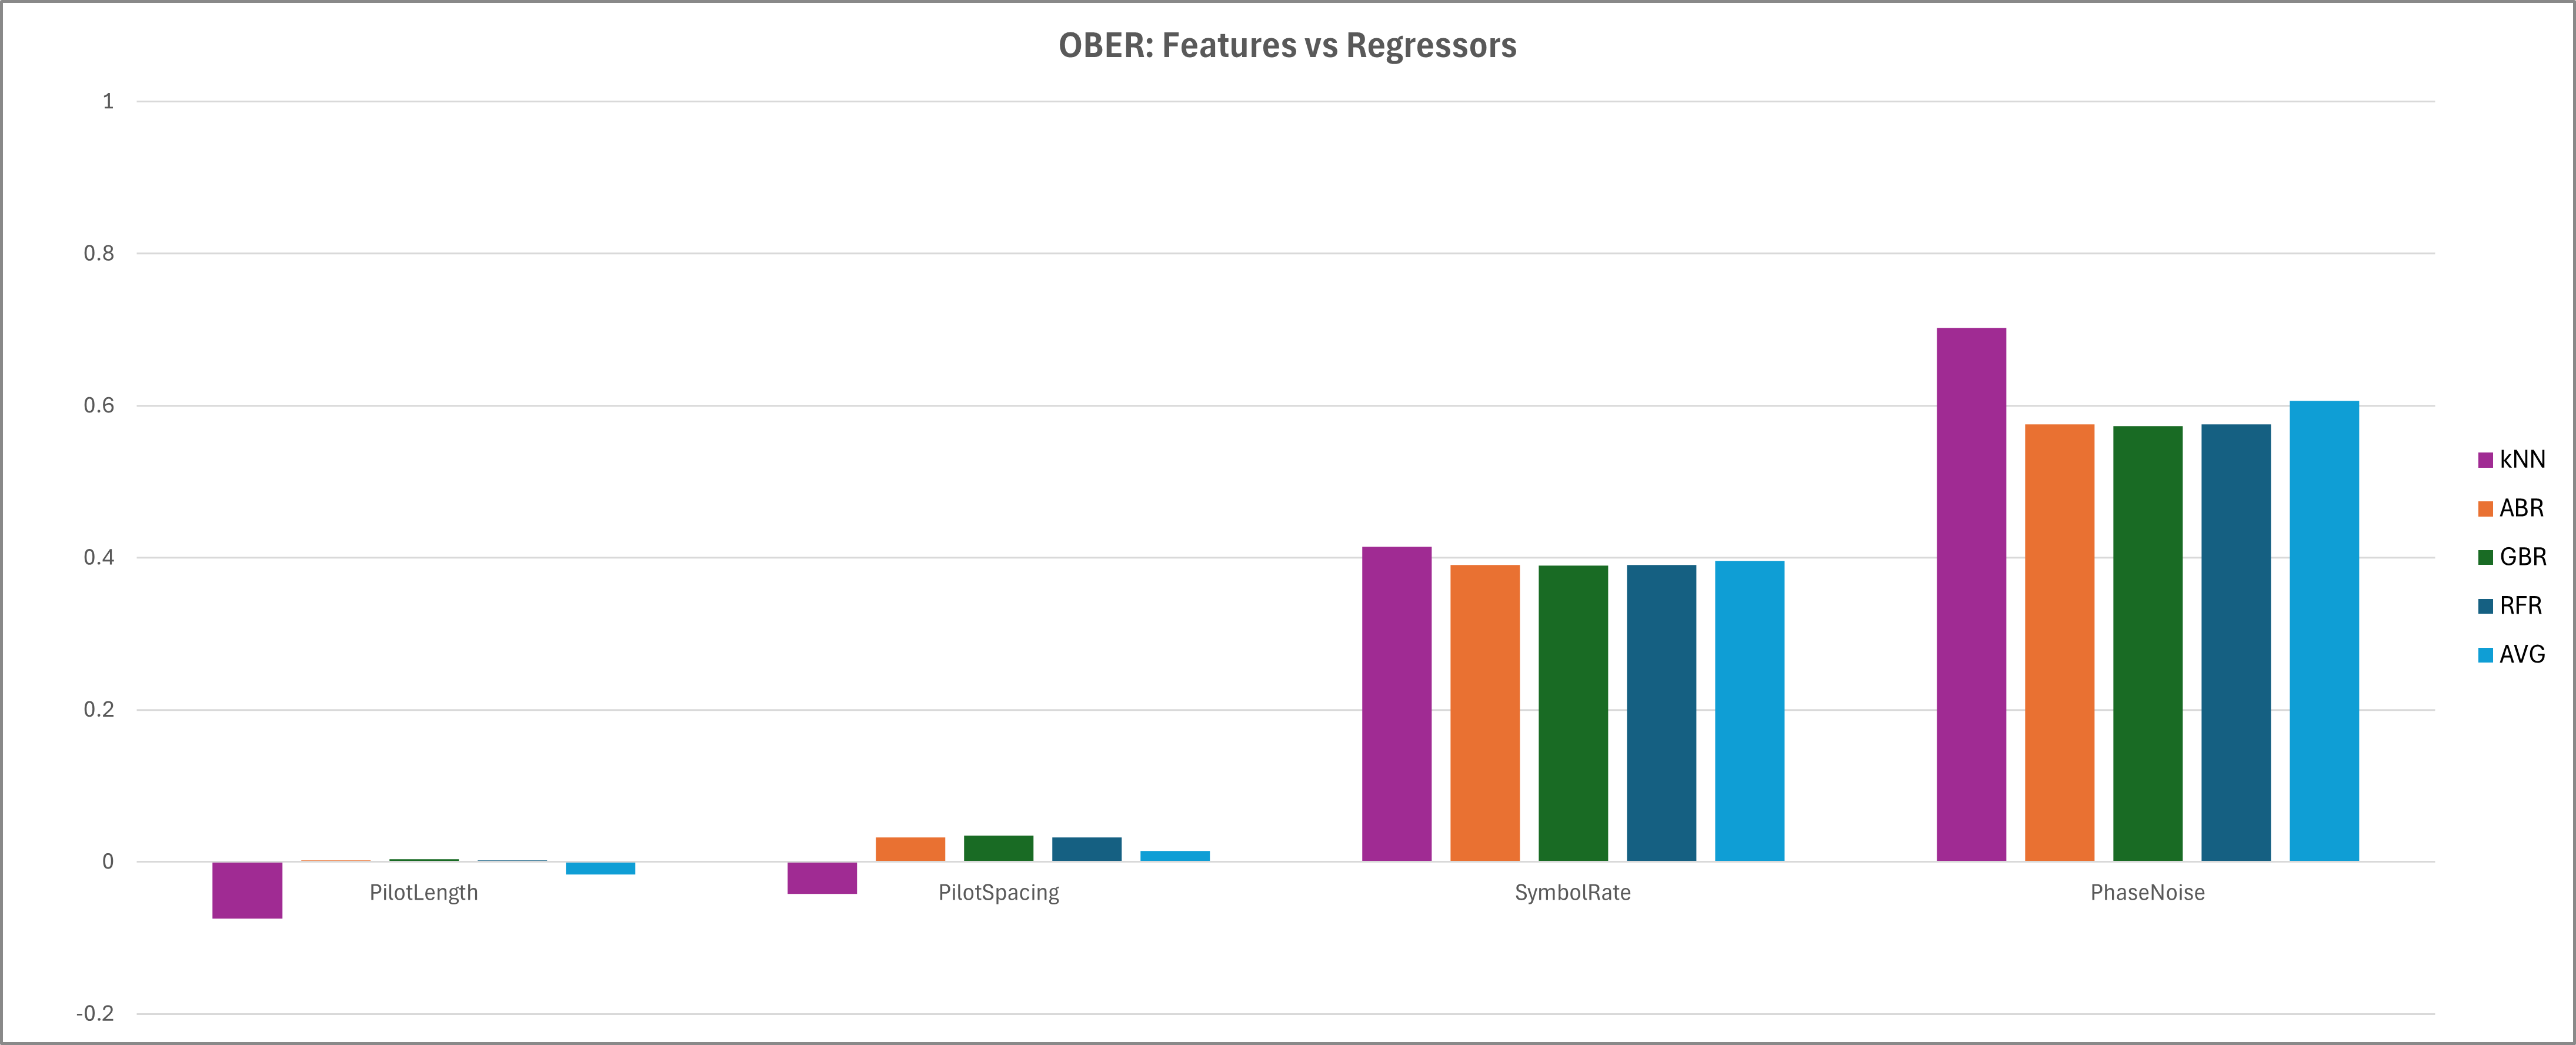 OBER: Features vs Regressors
1
0.8
0.6
0.4
0.2
0
-0.2
PilotLength
PilotSpacing
SymbolRate
PhaseNoise
kNN
ABR
GBR
RFR
AVG